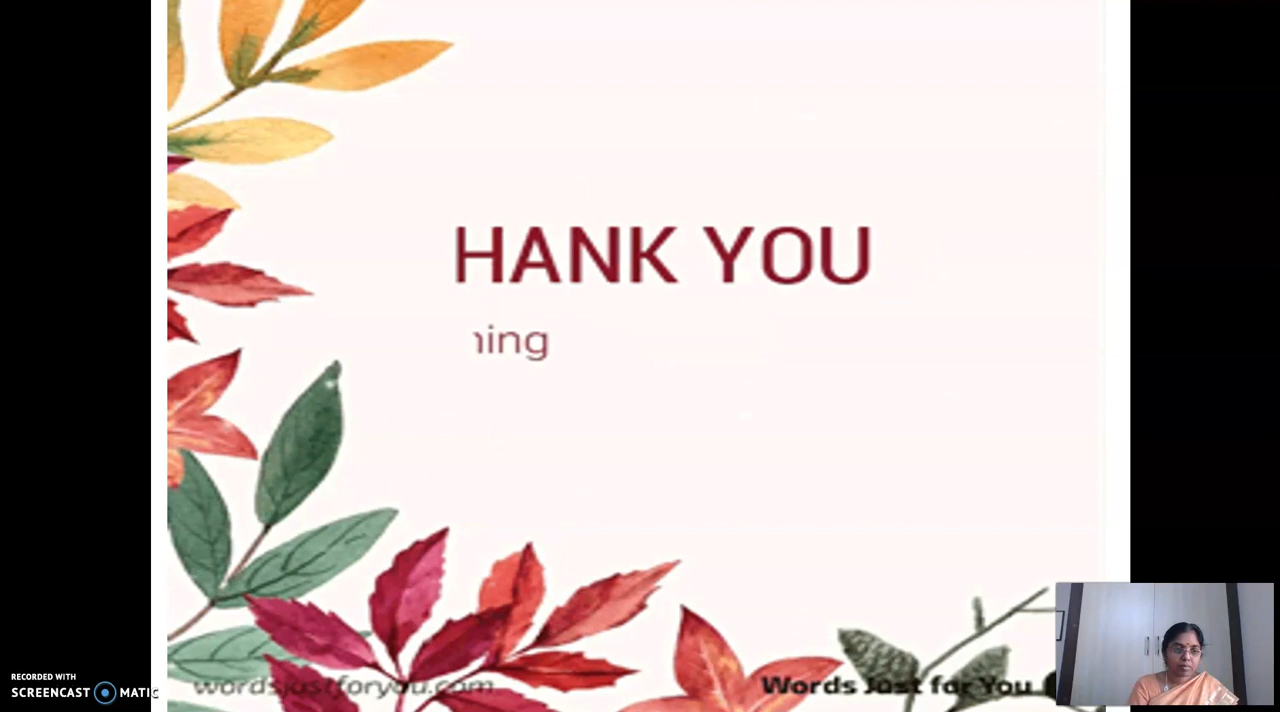 HANK YOU
ning
wordsjustforyou.com
Words Just for You
RECORDED WITH
SCREENCAST MATIC